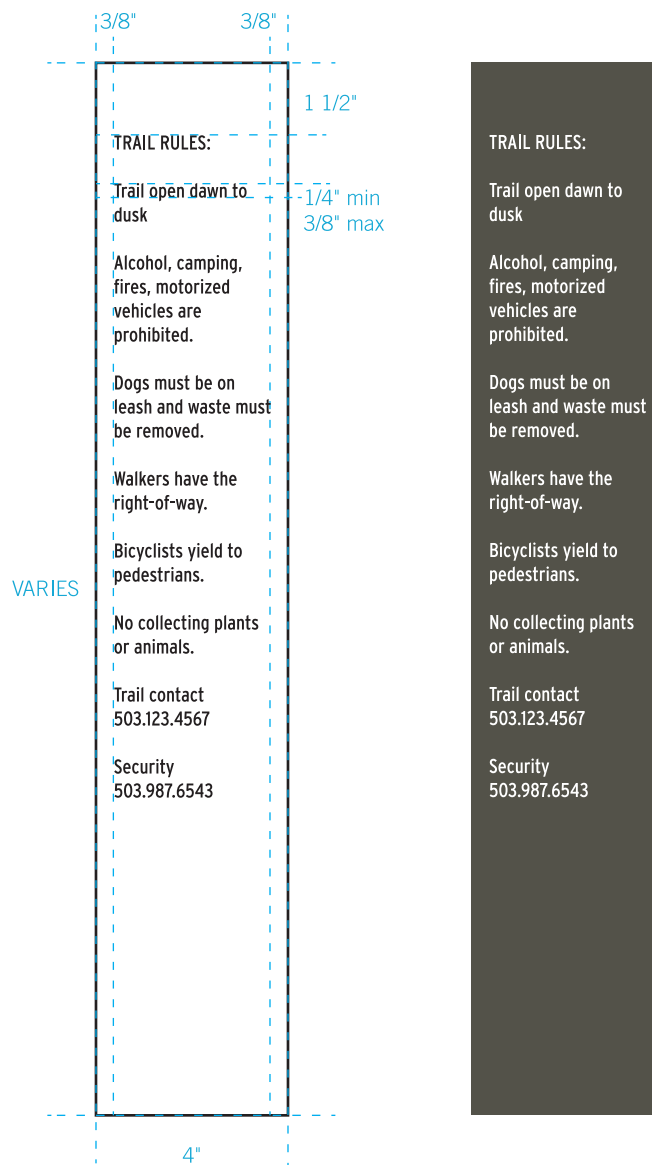 3/8" 3/8"
1 1/2"
TRAIL RULES:
Trail open dawn to
dusk
1/4" min
3/8" max
Alcohol, camping,
fires, motorized
vehicles are
prohibited.
Dogs must be on
leash and waste must
be removed.
Walkers have the
right-of-way.
Bicyclists yield to
pedestrians.
VARIES
No collecting plants
or animals.
Trail contact
503.123.4567
Security
503.987.6543
4"
TRAIL RULES:
Trail open dawn to
dusk
Alcohol, camping,
fires, motorized
vehicles are
prohibited.
Dogs must be on
leash and waste must
be removed.
Walkers have the
right-of-way.
Bicyclists yield to
pedestrians.
No collecting plants
or animals.
Trail contact
503.123.4567
Security
503.987.6543